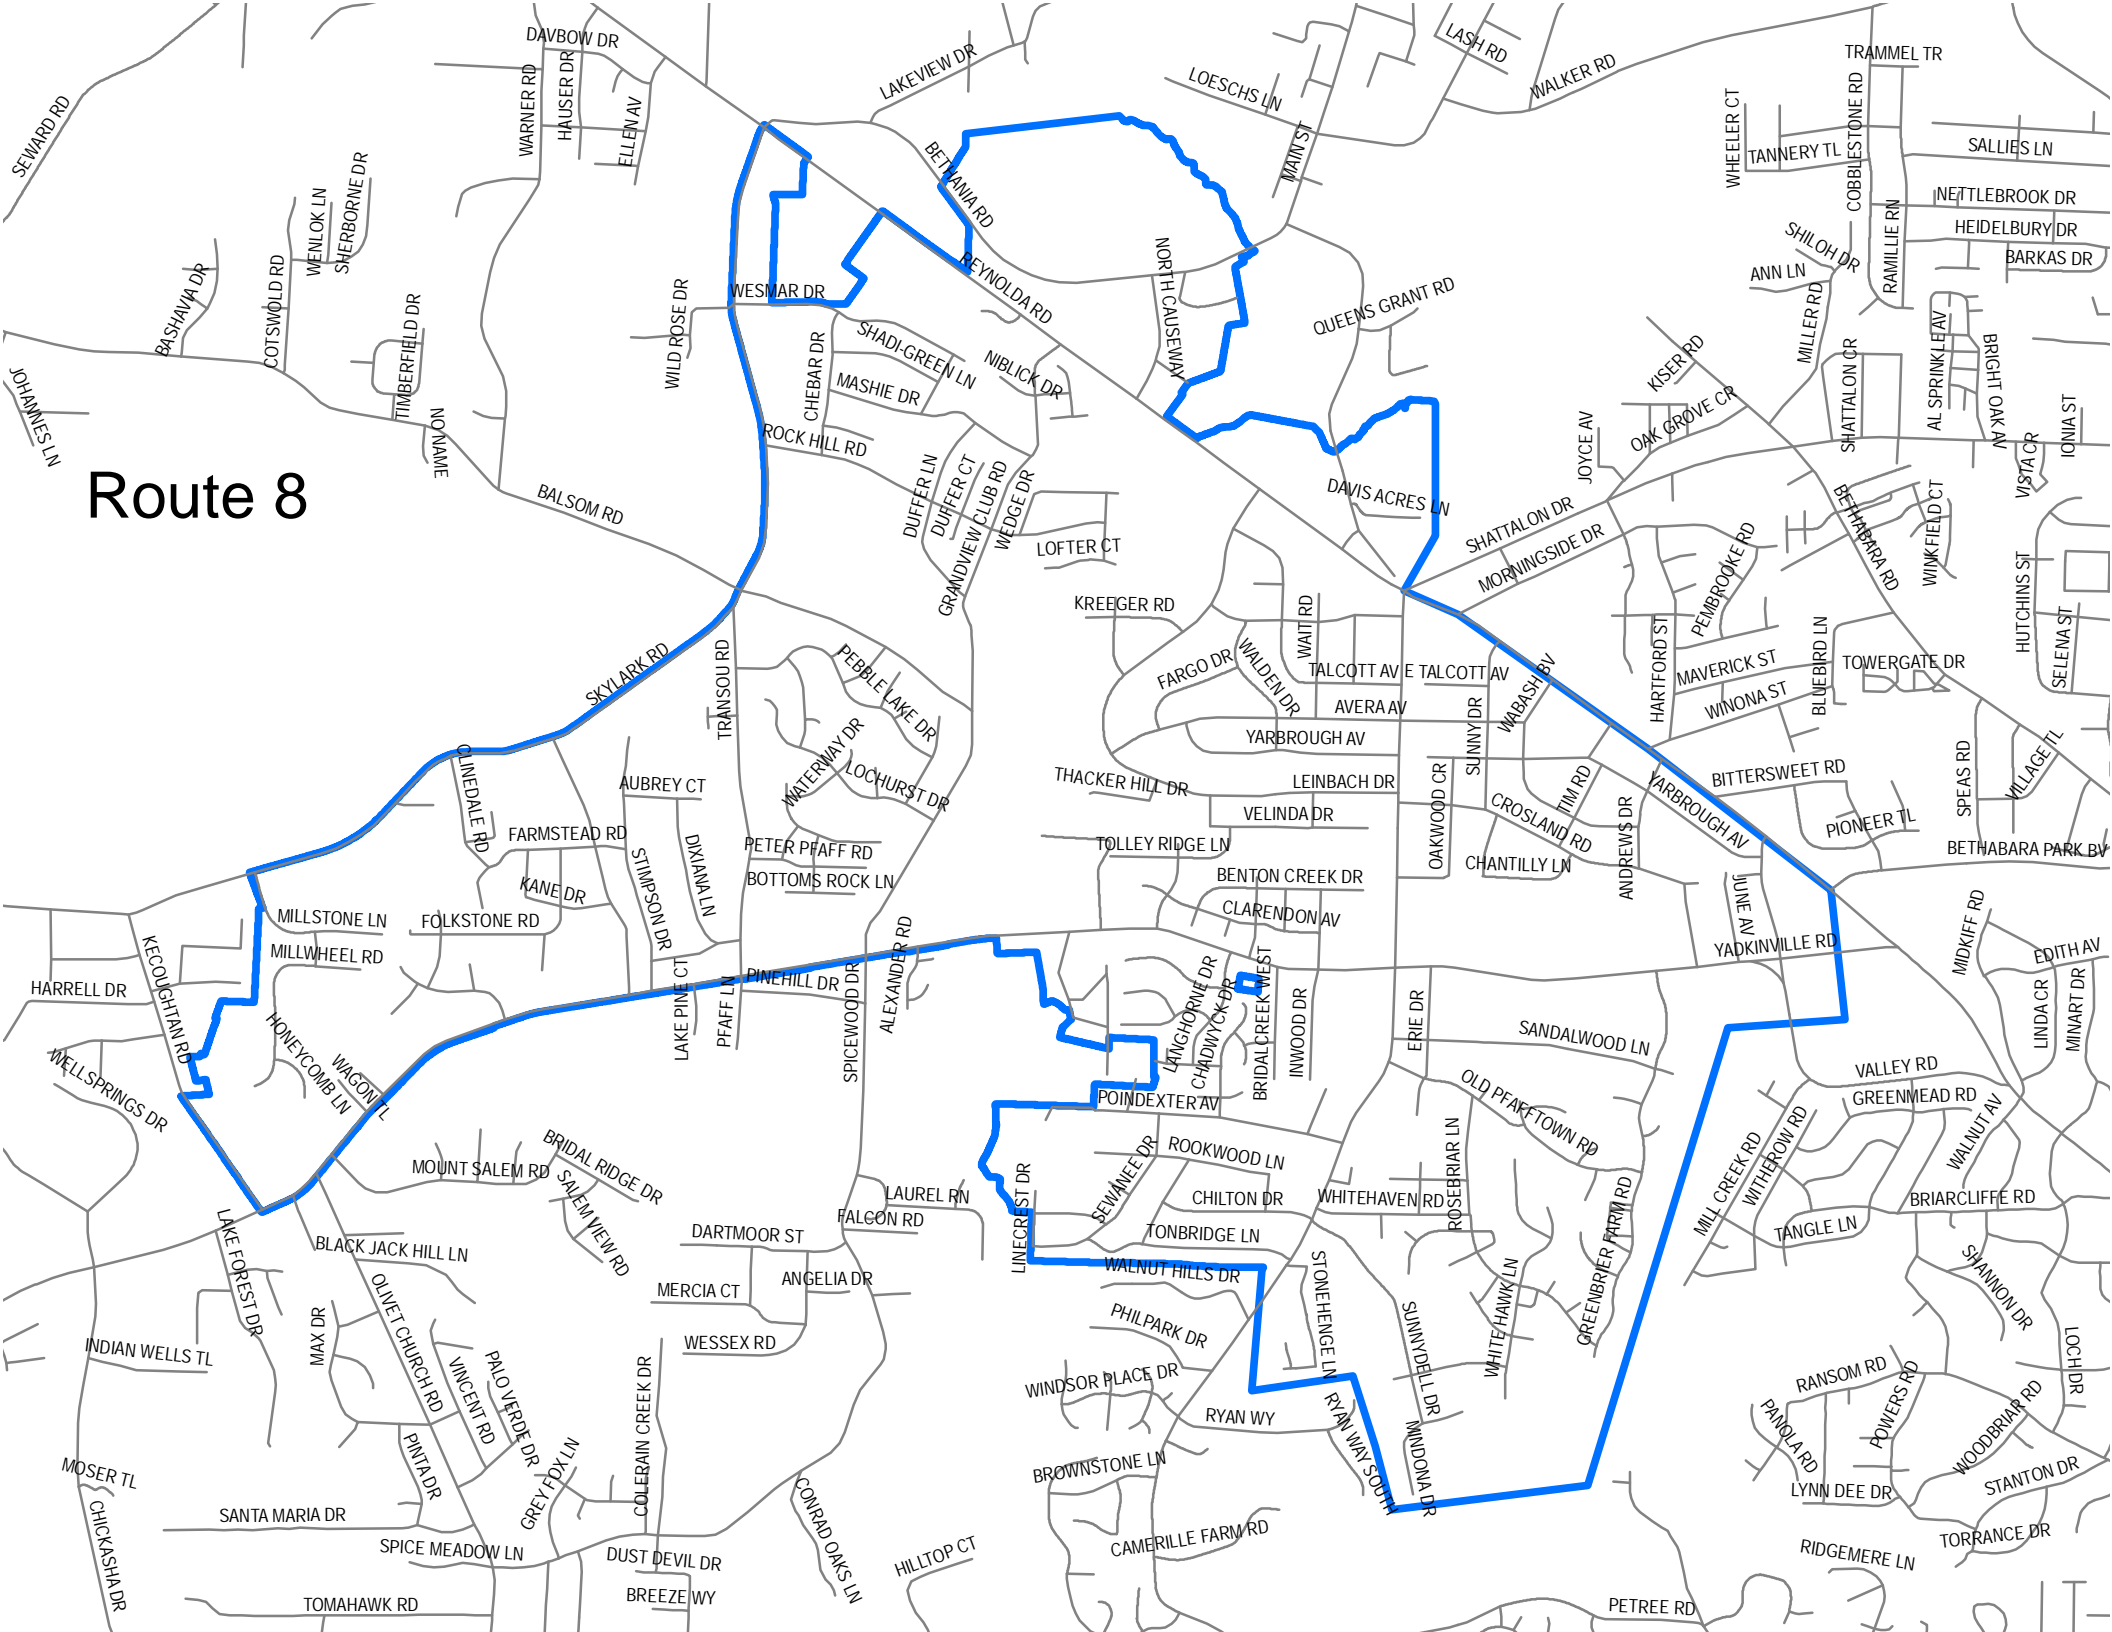 DAVBOW DR
LASH RD
TRAMMEL TR
LAKEVIEW DR
LOESCHS LN
WALKER RD
SEWARD RD
WARNER RD
HAUSER DR
ELLEN AV
WHEELER CT
COBBLESTONE RD
TANNERY TL
SALLIES LN
MAIN ST
BETHANIA RD
WENLOK LN
SHERBORNE DR
NETTLEBROOK DR
RAMILLIE RN
HEIDELBURY DR
SHILOH DR
BARKAS DR
ANN LN
BASHAVIA DR
COTSWOLD RD
TIMBERFIELD DR
WILD ROSE DR
WESMAR DR
REYNOLDA RD
NORTH CAUSEWAY
QUEENS GRANT RD
MILLER RD
KISER RD
SHATTALON CR
AL SPRINKLE AV
BRIGHT OAK AV
SHADI-GREEN LN
NIBLICK DR
CHEBAR DR
MASHIE DR
JOHANNES LN
NO NAME
ROCK HILL RD
JOYCE AV
OAK GROVE CR
IONIA ST
VISTA CR
Route 8
BALSOM RD
DUFFER LN
DUFFER CT
GRANDVIEW CLUB RD
WEDGE DR
LOFTER CT
DAVIS ACRES LN
SHATTALON DR
MORNINGSIDE DR
BETHABARA RD
WINKFIELD CT
PEMBROOKE RD
HUTCHINS ST
SELENA ST
KREEGER RD
WAIT RD
HARTFORD ST
BLUEBIRD LN
SKYLARK RD
TRANSOU RD
PEBBLE LAKE DR
FARGO DR
WALDEN DR
TALCOTT AV
E TALCOTT AV
WABASH BV
MAVERICK ST
TOWERGATE DR
WINONA ST
AVERA AV
YARBROUGH AV
SUNNY DR
CLINEDALE RD
AUBREY CT
WATERWAY DR
LOCHURST DR
THACKER HILL DR
LEINBACH DR
VELINDA DR
OAKWOOD CR
TIM RD
YARBROUGH AV
BITTERSWEET RD
SPEAS RD
VILLAGE TL
FARMSTEAD RD
STIMPSON DR
DIXIANA LN
PETER PFAFF RD
BOTTOMS ROCK LN
TOLLEY RIDGE LN
CROSLAND RD
CHANTILLY LN
ANDREWS DR
PIONEER TL
BETHABARA PARK BV
KANE DR
BENTON CREEK DR
JUNE AV
MILLSTONE LN
FOLKSTONE RD
CLARENDON AV
MIDKIFF RD
KECOUGHTAN RD
MILLWHEEL RD
ALEXANDER RD
YADKINVILLE RD
EDITH AV
HARRELL DR
LAKE PINE CT
PFAFF LN
PINEHILL DR
SPICEWOOD DR
LANGHORNE DR
CHADWYCK DR
BRIDALCREEK WEST
INWOOD DR
ERIE DR
SANDALWOOD LN
LINDA CR
MINART DR
HONEYCOMB LN
WAGON TL
WELLSPRINGS DR
OLD PFAFFTOWN RD
VALLEY RD
GREENMEAD RD
POINDEXTER AV
WALNUT AV
MILL CREEK RD
WITHEROW RD
BRIDAL RIDGE DR
MOUNT SALEM RD
SALEM VIEW RD
ROOKWOOD LN
SEWANEE DR
LINECREST DR
ROSEBRIAR LN
LAUREL RN
CHILTON DR
WHITEHAVEN RD
GREENBRIER FARM RD
BRIARCLIFFE RD
FALCON RD
TONBRIDGE LN
TANGLE LN
LAKE FOREST DR
BLACK JACK HILL LN
DARTMOOR ST
WALNUT HILLS DR
SHANNON DR
OLIVET CHURCH RD
MERCIA CT
ANGELIA DR
STONEHENGE LN
SUNNYDELL DR
WHITE HAWK LN
INDIAN WELLS TL
MAX DR
WESSEX RD
PHILPARK DR
LOCH DR
VINCENT RD
PALO VERDE DR
COLERAIN CREEK DR
WINDSOR PLACE DR
RANSOM RD
POWERS RD
PANOLA RD
WOODBRIAR RD
RYAN WY
RYAN WAY SOUTH
MINDONA DR
PINTA DR
GREY FOX LN
MOSER TL
BROWNSTONE LN
LYNN DEE DR
STANTON DR
CHICKASHA DR
SANTA MARIA DR
CONRAD OAKS LN
CAMERILLE FARM RD
TORRANCE DR
SPICE MEADOW LN
DUST DEVIL DR
HILLTOP CT
RIDGEMERE LN
BREEZE WY
TOMAHAWK RD
PETREE RD